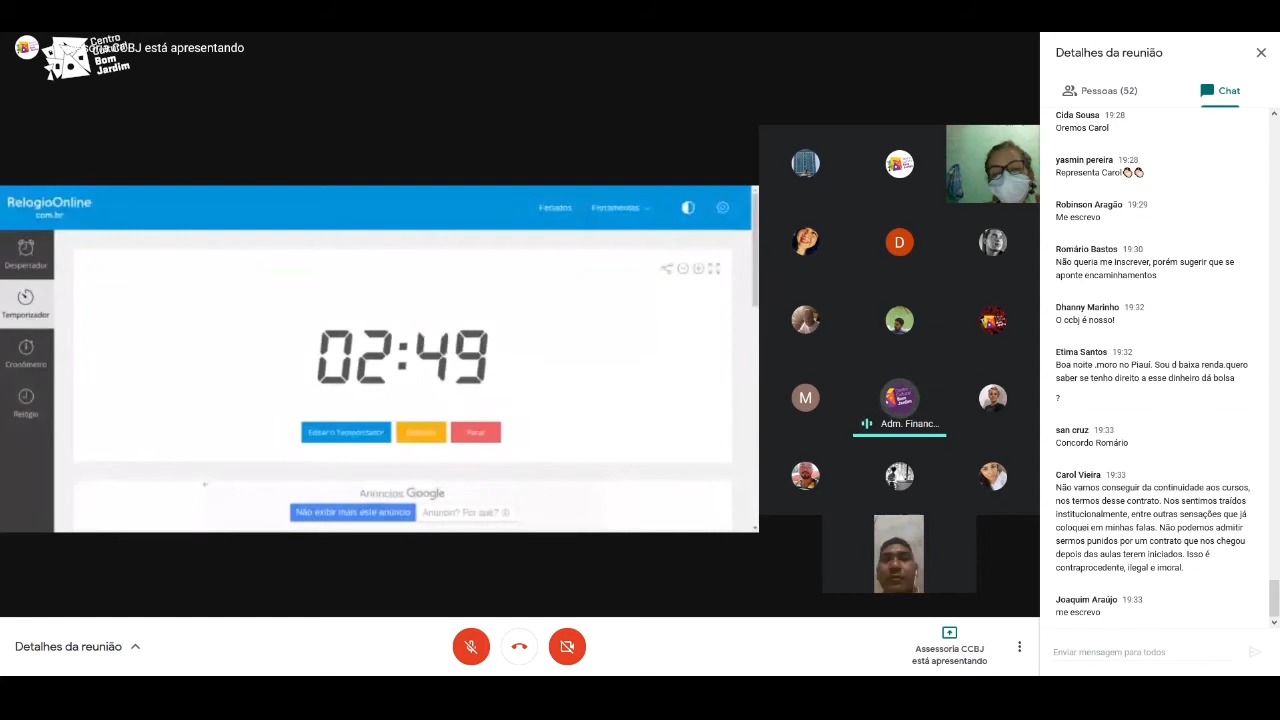 Assessoria CCBJ está apresentando
Centro
Cultural
Bom
Jardim
RelogioOnline
com.br
Feriados
Ferramentas
Despertador
Temporizador
Cronômetro
Relógio
02:49
Editar o Temporizador
Parar
Anúncios Google
Não exibir mais este anúncio
Anúncio? Por quê?
D
M
Adm. Financ...
Detalhes da reunião
Assessoria CCBJ
está apresentando
Detalhes da reunião
Pessoas (52)
Chat
Cida Sousa 19:28
Oremos Carol
yasmin pereira 19:28
Representa Carol👏🏻👏🏻
Robinson Aragão 19:29
Me escrevo
Romário Bastos 19:30
Não queria me inscrever, porém sugerir que se
aponte encaminhamentos
Dhanny Marinho 19:32
O ccbj é nosso!
Etima Santos 19:32
Boa noite .moro no Piauí. Sou d baixa renda.quero
saber se tenho direito a esse dinheiro dá bolsa
?
san cruz 19:33
Concordo Romário
Carol Vieira 19:33
Não vamos conseguir da continuidade aos cursos,
nos termos desse contrato. Nos sentimos traídos
institucionalmente, entre outras sensações que já
coloquei em minhas falas. Não podemos admitir
sermos punidos por um contrato que nos chegou
depois das aulas terem iniciados. Isso é
contraprocedente, ilegal e imoral.
Joaquim Araújo 19:33
me escrevo
Enviar mensagem para todos